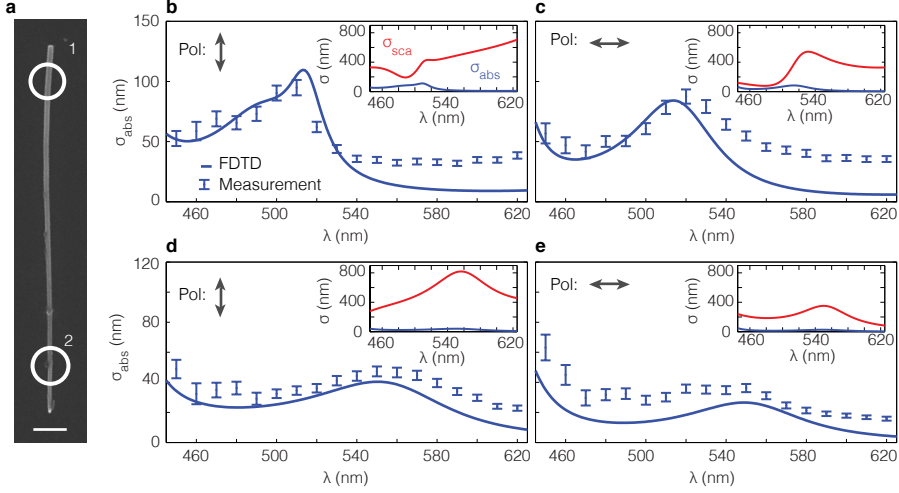 a
1
2
b
Pol:
150
100
50
0
σabs (nm)
FDTD
Measurement
460 500 540 580 620
λ (nm)
800
400
0
σ (nm)
σsca
σabs
460 540 620
λ (nm)
c
Pol:
460 500 540 580 620
λ (nm)
800
400
0
σ (nm)
460 540 620
λ (nm)
d
Pol:
120
80
40
0
σabs (nm)
460 500 540 580 620
λ (nm)
800
400
0
σ (nm)
460 540 620
λ (nm)
e
Pol:
460 500 540 580 620
λ (nm)
800
400
0
σ (nm)
460 540 620
λ (nm)